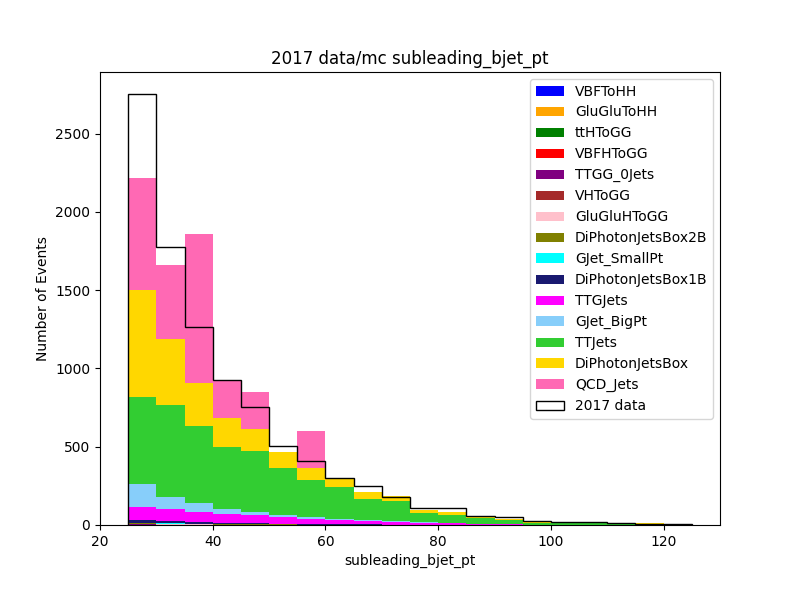 2017 data/mc subleading_bjet_pt
Number of Events
2500
2000
1500
1000
500
0
20
40
60
80
100
120
subleading_bjet_pt
VBFToHH
GluGluToHH
ttHToGG
VBFHToGG
TTGG_0Jets
VHToGG
GluGluHToGG
DiPhotonJetsBox2B
GJet_SmallPt
DiPhotonJetsBox1B
TTGJets
GJet_BigPt
TTJets
DiPhotonJetsBox
QCD_Jets
2017 data